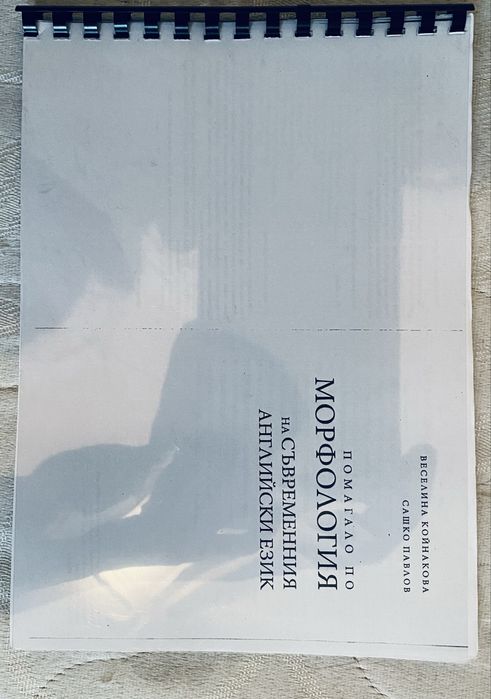 ВЕСЕЛИНА КОЙНАКОВА
САШКО ПАВЛОВ
ПОМАГАЛО ПО
МОРФОЛОГИЯ
НА СЪВРЕМЕННИЯ
АНГЛИЙСКИ ЕЗИК